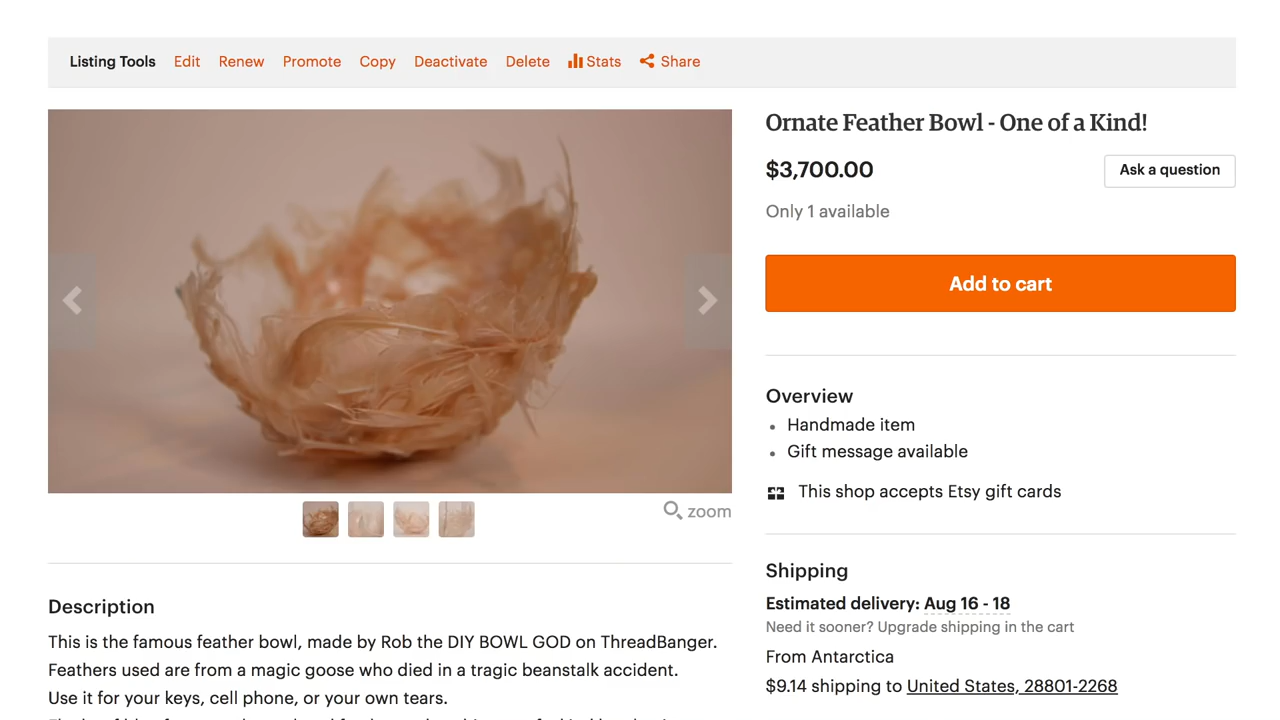 Listing Tools Edit Renew Promote Copy Deactivate Delete Stats Share
Ornate Feather Bowl - One of a Kind!
$3,700.00
Ask a question
Only 1 available
Add to cart
Overview
Handmade item
Gift message available
This shop accepts Etsy gift cards
zoom
Shipping
Estimated delivery: Aug 16 - 18
Need it sooner? Upgrade shipping in the cart
From Antarctica
$9.14 shipping to United States, 28801-2268
Description
This is the famous feather bowl, made by Rob the DIY BOWL GOD on ThreadBanger.
Feathers used are from a magic goose who died in a tragic beanstalk accident.
Use it for your keys, cell phone, or your own tears.